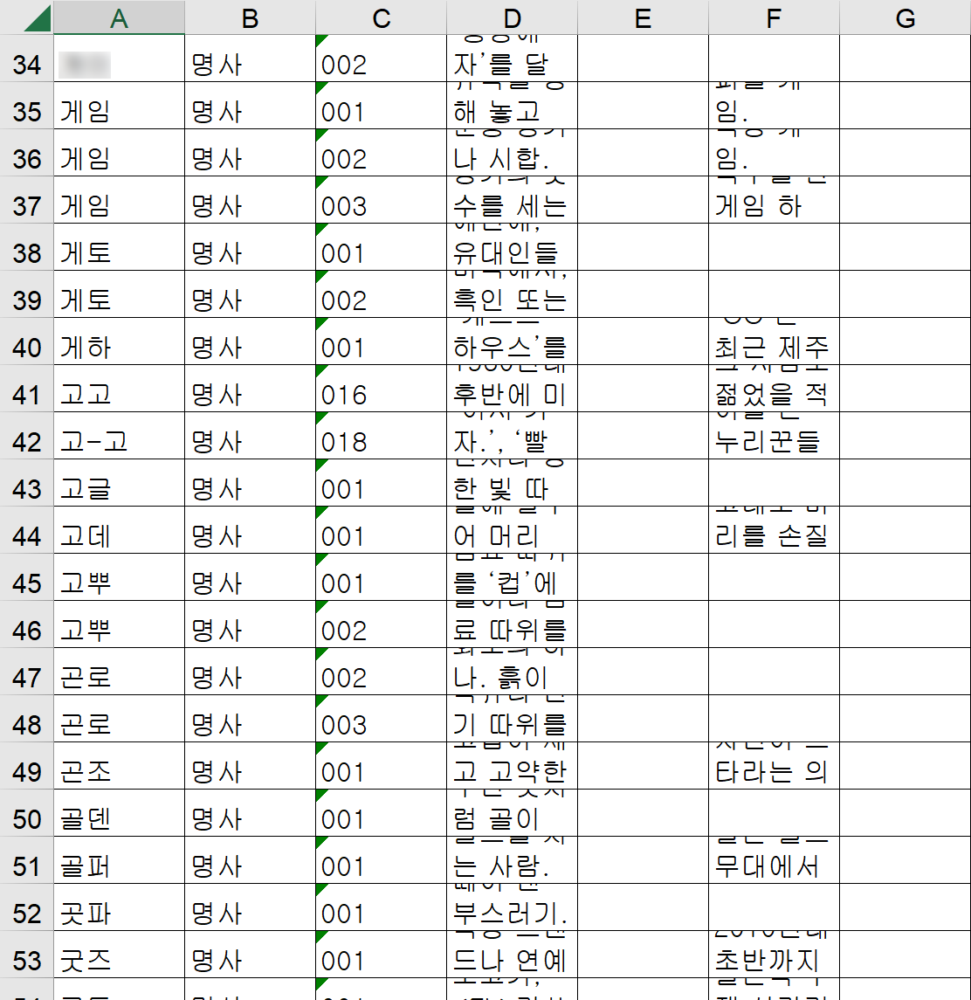 A B C D E F G
34 명사 002 자’를 달
35 게임 명사 001 해 놓고 임.
36 게임 명사 002 나 시합. 임.
37 게임 명사 003 수를 세는 게임 하
38 게토 명사 001 유대인들
39 게토 명사 002 흑인 또는
40 게하 명사 001 하우스’를 최근 제주
41 고고 명사 016 후반에 미 젊었을 적
42 고-고 명사 018 자.’, ‘빨 누리꾼들
43 고글 명사 001 한 빛 따
44 고데 명사 001 어 머리 리를 손질
45 고뿌 명사 001 를 ‘컵’에
46 고뿌 명사 002 료 따위를
47 곤로 명사 002 나. 흙이
48 곤로 명사 003 기 따위를
49 곤조 명사 001 고 고약한 타라는 의
50 골덴 명사 001 럼 골이
51 골퍼 명사 001 는 사람. 무대에서
52 곳파 명사 001 부스러기.
53 굿즈 명사 001 드나 연예 초반까지